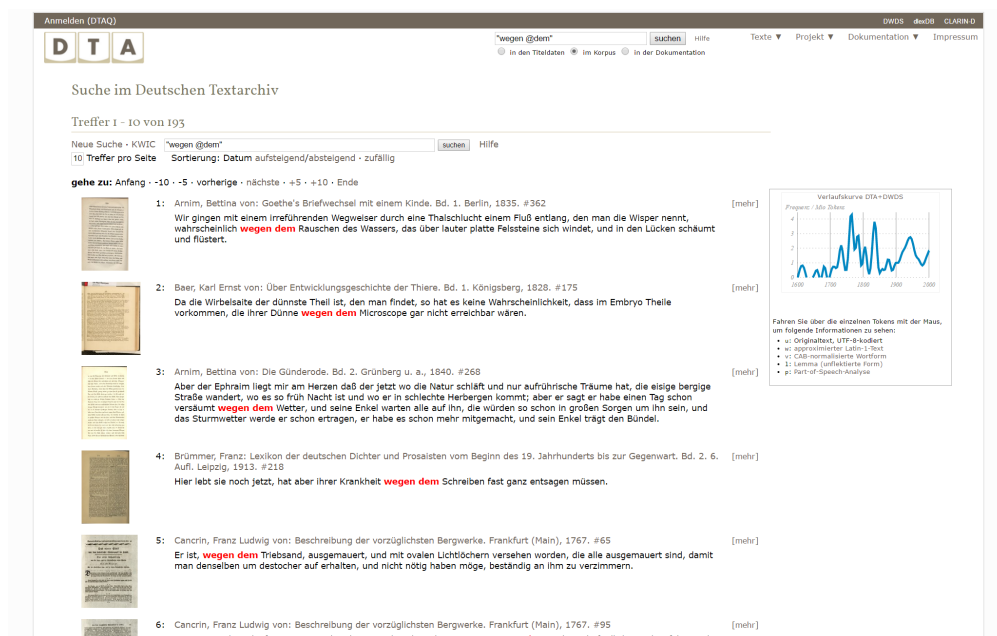 Anmelden (DTAQ)
DWDS dlexDB CLARIN-D
D T A
"wegen @dem" suchen Hilfe
in den Titeldaten im Korpus in der Dokumentation
Texte ▼ Projekt ▼ Dokumentation ▼ Impressum
Suche im Deutschen Textarchiv
Treffer 1 - 10 von 193
Neue Suche · KWIC "wegen @dem" suchen Hilfe
10 Treffer pro Seite Sortierung: Datum aufsteigend/absteigend · zufällig
gehe zu: Anfang · -10 · -5 · vorherige · nächste · +5 · +10 · Ende
1: Arnim, Bettina von: Goethe's Briefwechsel mit einem Kinde. Bd. 1. Berlin, 1835. #362 [mehr]
Wir gingen mit einem irreführenden Wegweiser durch eine Thalschlucht einem Fluß entlang, den man die Wisper nennt,
wahrscheinlich wegen dem Rauschen des Wassers, das über lauter platte Felssteine sich windet, und in den Lücken schäumt
und flüstert.
2: Baer, Karl Ernst von: Über Entwicklungsgeschichte der Thiere. Bd. 1. Königsberg, 1828. #175 [mehr]
Da die Wirbelsaite der dünnste Theil ist, den man findet, so hat es keine Wahrscheinlichkeit, dass im Embryo Theile
vorkommen, die ihrer Dünne wegen dem Microscope gar nicht erreichbar wären.
3: Arnim, Bettina von: Die Günderode. Bd. 2. Grünberg u. a., 1840. #268 [mehr]
Aber der Ephraim liegt mir am Herzen daß der jetzt wo die Natur schläft und nur aufrührische Träume hat, die eisige bergige
Straße wandert, wo es so früh Nacht ist und wo er in schlechte Herbergen kommt; aber er sagt er habe einen Tag schon
versäumt wegen dem Wetter, und seine Enkel warten alle auf ihn, die würden so schon in großen Sorgen um ihn sein, und
das Sturmwetter werde er schon ertragen, er habe es schon mehr mitgemacht, und sein Enkel trägt den Bündel.
4: Brümmer, Franz: Lexikon der deutschen Dichter und Prosaisten vom Beginn des 19. Jahrhunderts bis zur Gegenwart. Bd. 2. 6. [mehr]
Aufl. Leipzig, 1913. #218
Hier lebt sie noch jetzt, hat aber ihrer Krankheit wegen dem Schreiben fast ganz entsagen müssen.
5: Cancrin, Franz Ludwig von: Beschreibung der vorzüglichsten Bergwerke. Frankfurt (Main), 1767. #65 [mehr]
Er ist, wegen dem Triebsand, ausgemauert, und mit ovalen Lichtlöchern versehen worden, die alle ausgemauert sind, damit
man denselben um destocher auf erhalten, und nicht nötig haben möge, beständig an ihm zu verzimmern.
6: Cancrin, Franz Ludwig von: Beschreibung der vorzüglichsten Bergwerke. Frankfurt (Main), 1767. #95 [mehr]
Verlaufskurve DTA+DWDS
Frequenz / Mio Tokens
4
3
2
1
0
1600 1700 1800 1900 2000
Fahren Sie über die einzelnen Tokens mit der Maus,
um folgende Informationen zu sehen:
• u: Originaltext, UTF-8-kodiert
• w: approximierter Latin-1-Text
• v: CAB-normalisierte Wortform
• l: Lemma (unflektierte Form)
• p: Part-of-Speech-Analyse